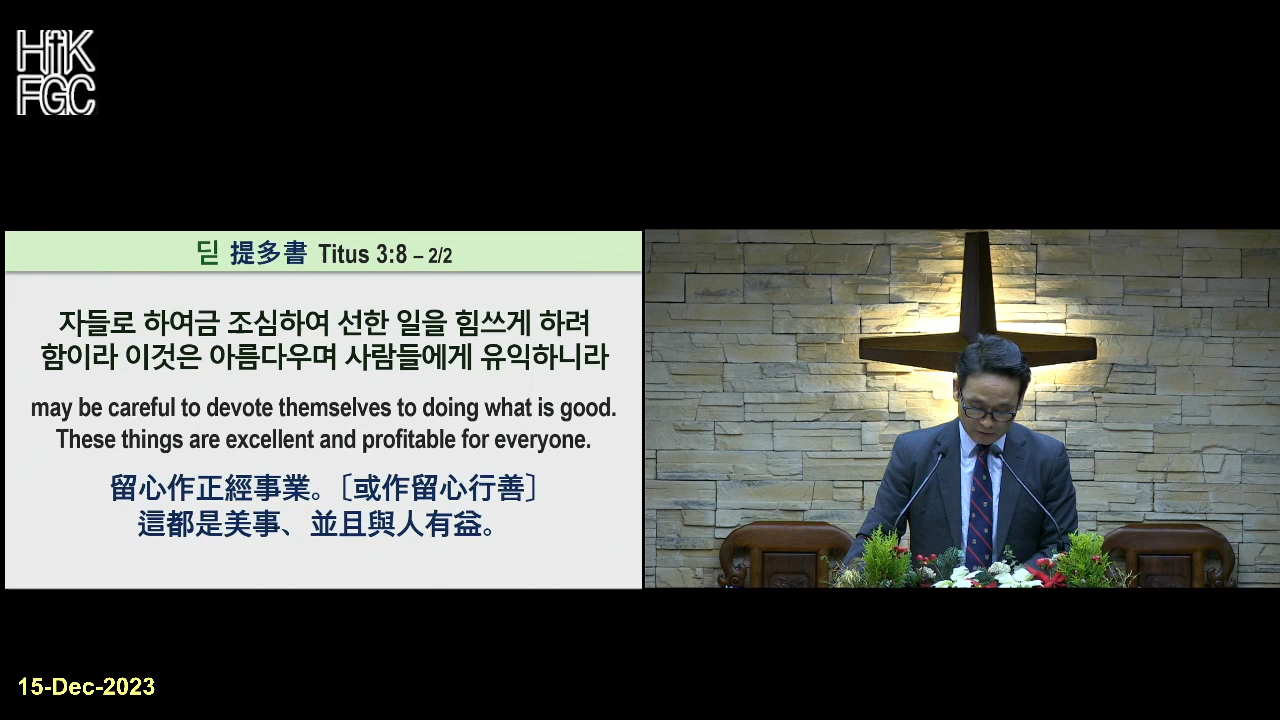 HfK
FGC
딛 提多書 Titus 3:8 – 2/2
자들로 하여금 조심하여 선한 일을 힘쓰게 하려
함이라 이것은 아름다우며 사람들에게 유익하니라
may be careful to devote themselves to doing what is good.
These things are excellent and profitable for everyone.
留心作正經事業。〔或作留心行善〕
這都是美事、並且與人有益。
15-Dec-2023